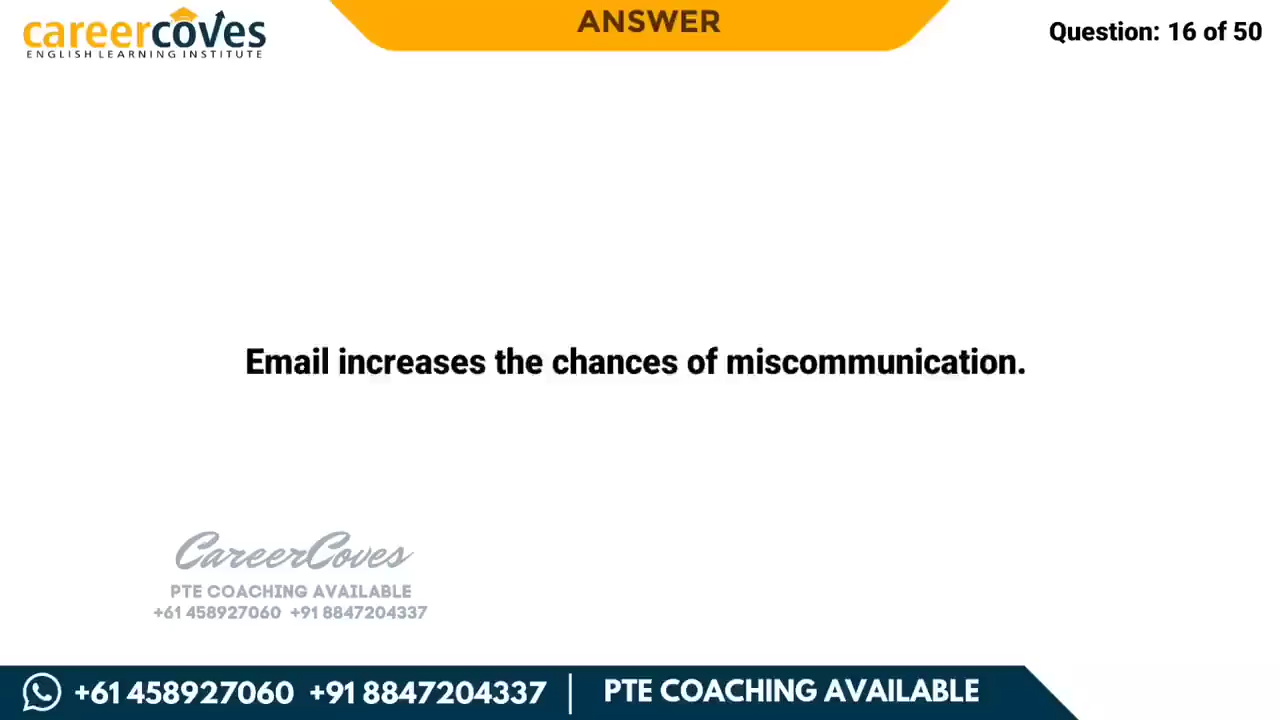 careercoves
ENGLISH LEARNING INSTITUTE
ANSWER
Question: 16 of 50
Email increases the chances of miscommunication.
CareerCoves
PTE COACHING AVAILABLE
+61 458927060 +91 8847204337
+61 458927060 +91 8847204337 | PTE COACHING AVAILABLE